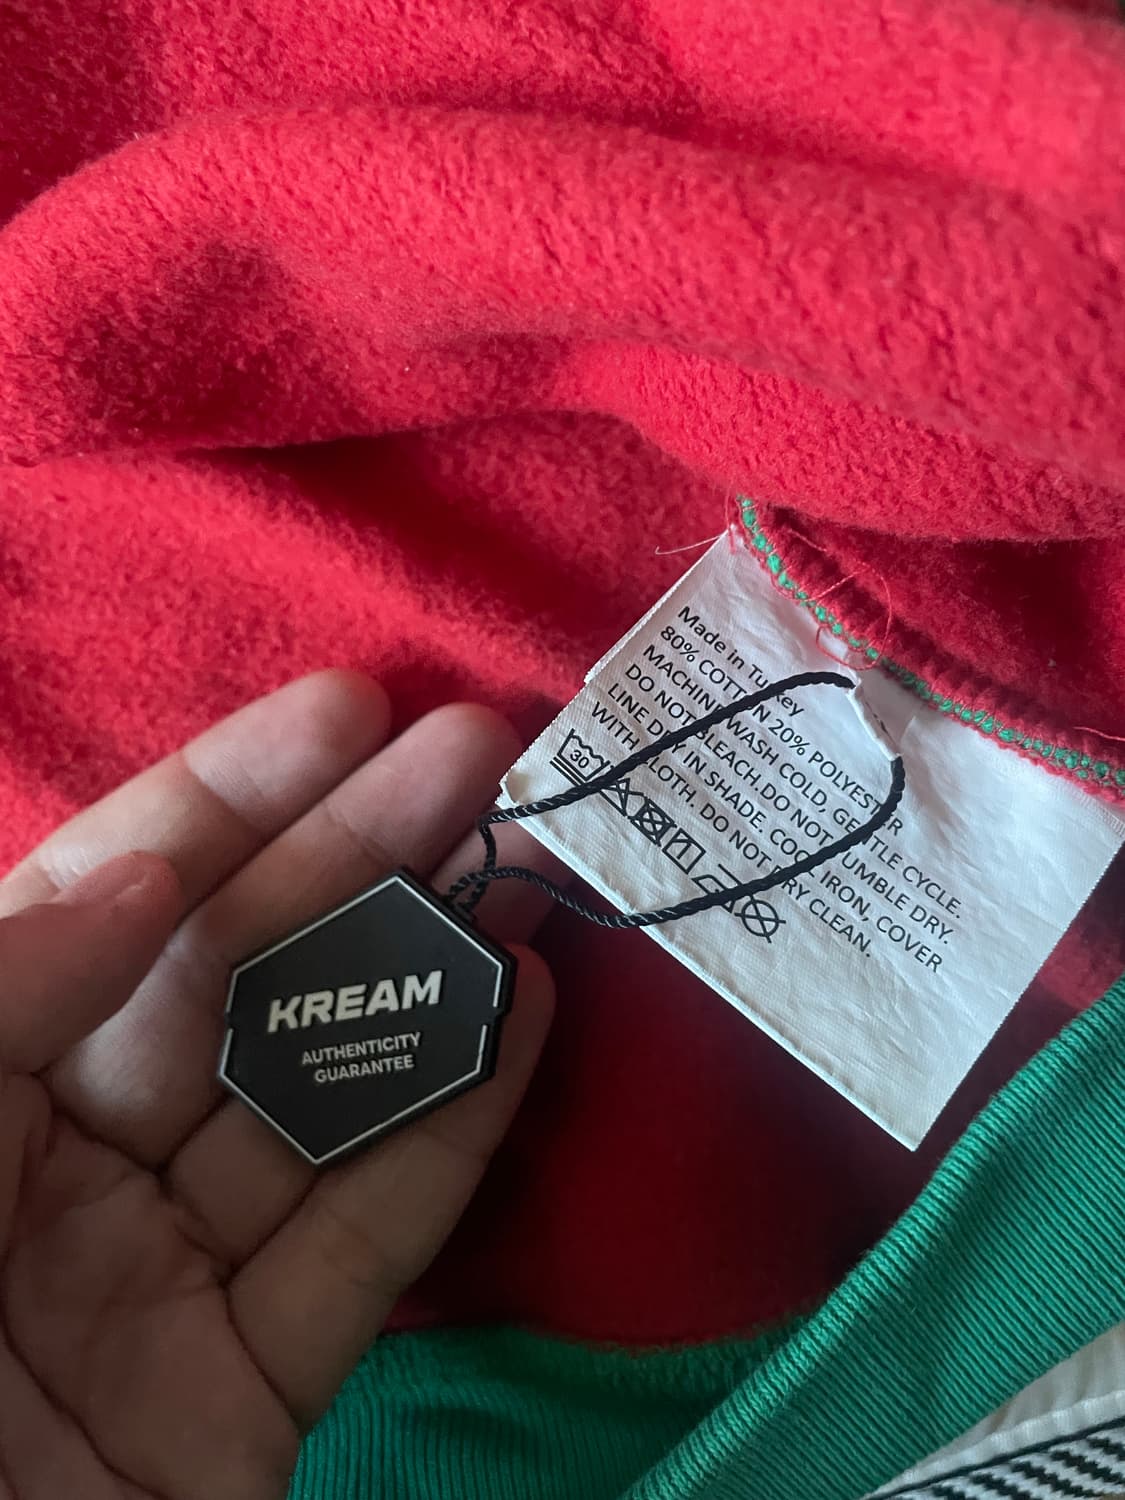 Made in Turkey
80% COTTON 20% POLYESTER
MACHINE WASH COLD, GENTLE CYCLE.
DO NOT BLEACH.DO NOT TUMBLE DRY.
LINE DRY IN SHADE. COOL IRON, COVER
WITH CLOTH. DO NOT DRY CLEAN.
30
KREAM
AUTHENTICITY
GUARANTEE